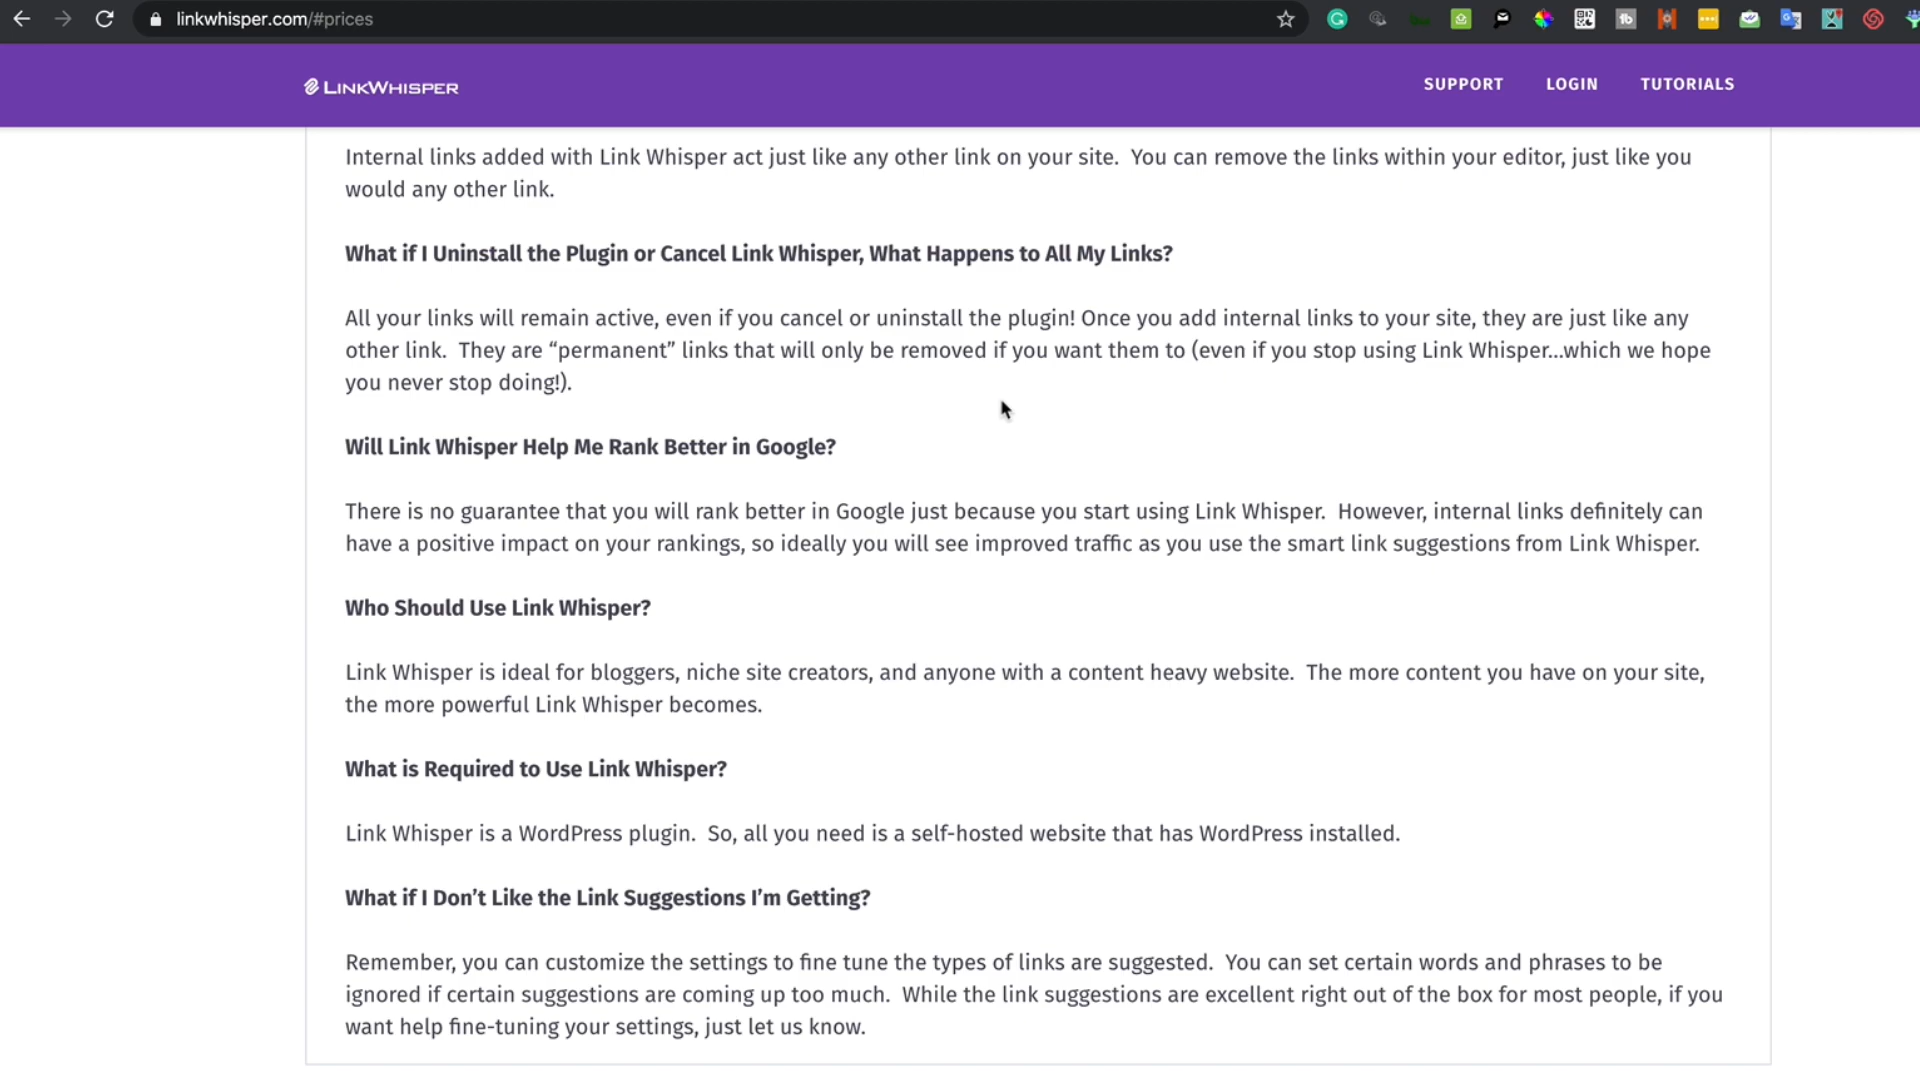 linkwhisper.com/#prices
LINKWHISPER
SUPPORT LOGIN TUTORIALS
Internal links added with Link Whisper act just like any other link on your site.  You can remove the links within your editor, just like you
would any other link.
What if I Uninstall the Plugin or Cancel Link Whisper, What Happens to All My Links?
All your links will remain active, even if you cancel or uninstall the plugin! Once you add internal links to your site, they are just like any
other link.  They are “permanent” links that will only be removed if you want them to (even if you stop using Link Whisper...which we hope
you never stop doing!).
Will Link Whisper Help Me Rank Better in Google?
There is no guarantee that you will rank better in Google just because you start using Link Whisper.  However, internal links definitely can
have a positive impact on your rankings, so ideally you will see improved traffic as you use the smart link suggestions from Link Whisper.
Who Should Use Link Whisper?
Link Whisper is ideal for bloggers, niche site creators, and anyone with a content heavy website.  The more content you have on your site,
the more powerful Link Whisper becomes.
What is Required to Use Link Whisper?
Link Whisper is a WordPress plugin.  So, all you need is a self-hosted website that has WordPress installed.
What if I Don’t Like the Link Suggestions I’m Getting?
Remember, you can customize the settings to fine tune the types of links are suggested.  You can set certain words and phrases to be
ignored if certain suggestions are coming up too much.  While the link suggestions are excellent right out of the box for most people, if you
want help fine-tuning your settings, just let us know.